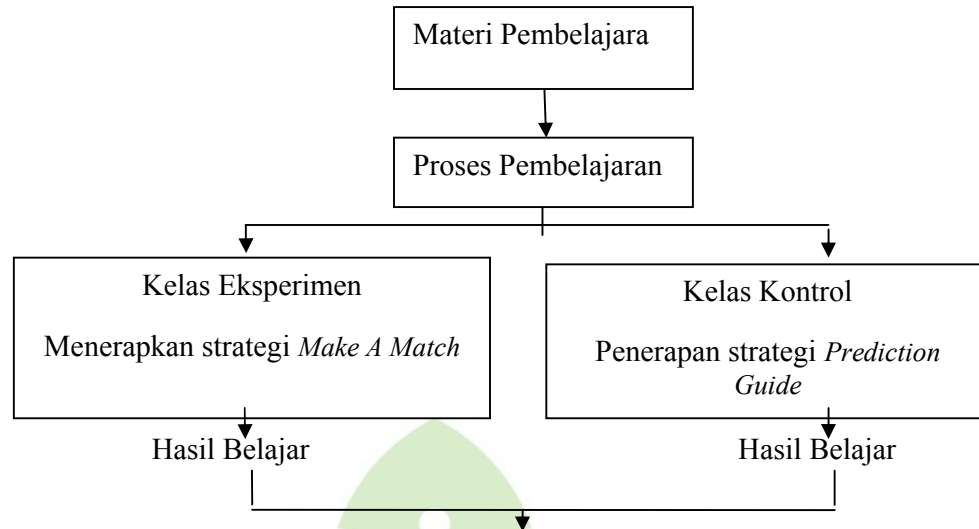 Materi Pembelajara
Proses Pembelajaran
Kelas Eksperimen
Menerapkan strategi Make A Match
Kelas Kontrol
Penerapan strategi Prediction
Guide
Hasil Belajar
Hasil Belajar